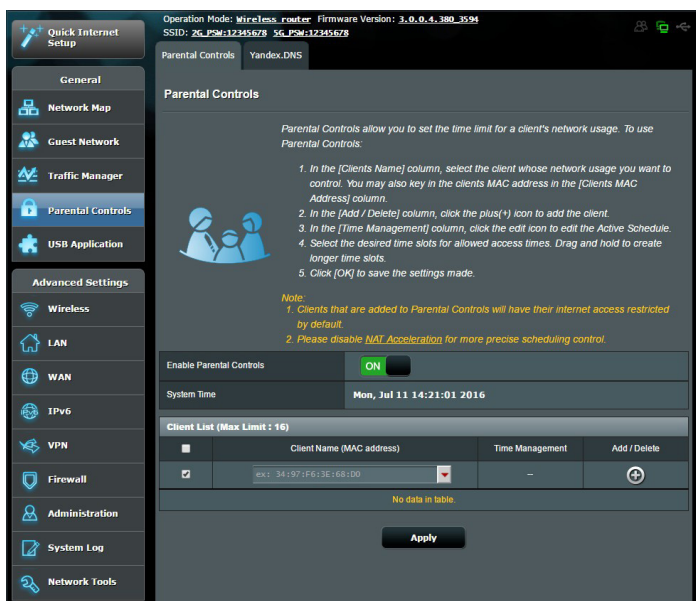 Quick Internet
Setup
General
Network Map
Guest Network
Traffic Manager
Parental Controls
USB Application
Advanced Settings
Wireless
LAN
WAN
IPv6
IPv6
VPN
Firewall
Administration
System Log
Network Tools
Operation Mode: Wireless router Firmware Version: 3.0.0.4.380_3594
SSID: 2G_PSW:12345678 5G_PSW:12345678
Parental Controls Yandex.DNS
Parental Controls
Parental Controls allow you to set the time limit for a client's network usage. To use
Parental Controls:
1. In the [Clients Name] column, select the client whose network usage you want to
control. You may also key in the clients MAC address in the [Clients MAC
Address] column.
2. In the [Add / Delete] column, click the plus(+) icon to add the client.
3. In the [Time Management] column, click the edit icon to edit the Active Schedule.
4. Select the desired time slots for allowed access times. Drag and hold to create
longer time slots.
5. Click [OK] to save the settings made.
Note:
1. Clients that are added to Parental Controls will have their internet access restricted
by default.
2. Please disable NAT Acceleration for more precise scheduling control.
Enable Parental Controls ON
System Time Mon, Jul 11 14:21:01 2016
Client List (Max Limit : 16)
Client Name (MAC address) Time Management Add / Delete
ex: 34:97:F6:3E:68:D0 --
No data in table.
Apply